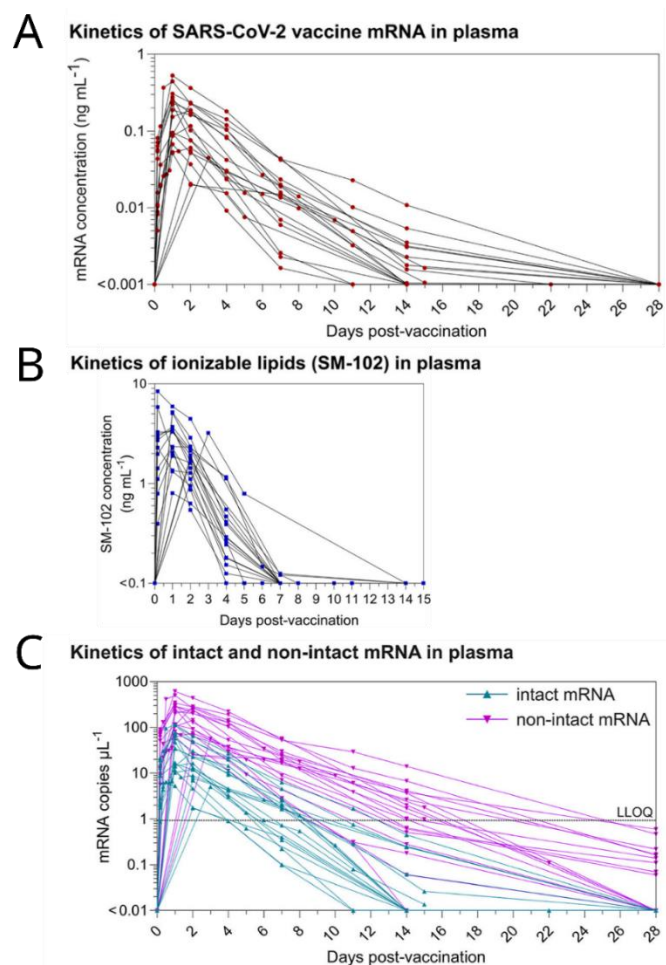 A
Kinetics of SARS-CoV-2 vaccine mRNA in plasma
mRNA concentration (ng mL⁻¹)
1
0.1
0.01
<0.001
0 2 4 6 8 10 12 14 16 18 20 22 24 26 28
Days post-vaccination
B
Kinetics of ionizable lipids (SM-102) in plasma
SM-102 concentration
(ng mL⁻¹)
10
1
<0.1
0 1 2 3 4 5 6 7 8 9 10 11 12 13 14 15
Days post-vaccination
C
Kinetics of intact and non-intact mRNA in plasma
mRNA copies µL⁻¹
1000
100
10
1
0.1
<0.01
intact mRNA
non-intact mRNA
LLOQ
0 2 4 6 8 10 12 14 16 18 20 22 24 26 28
Days post-vaccination